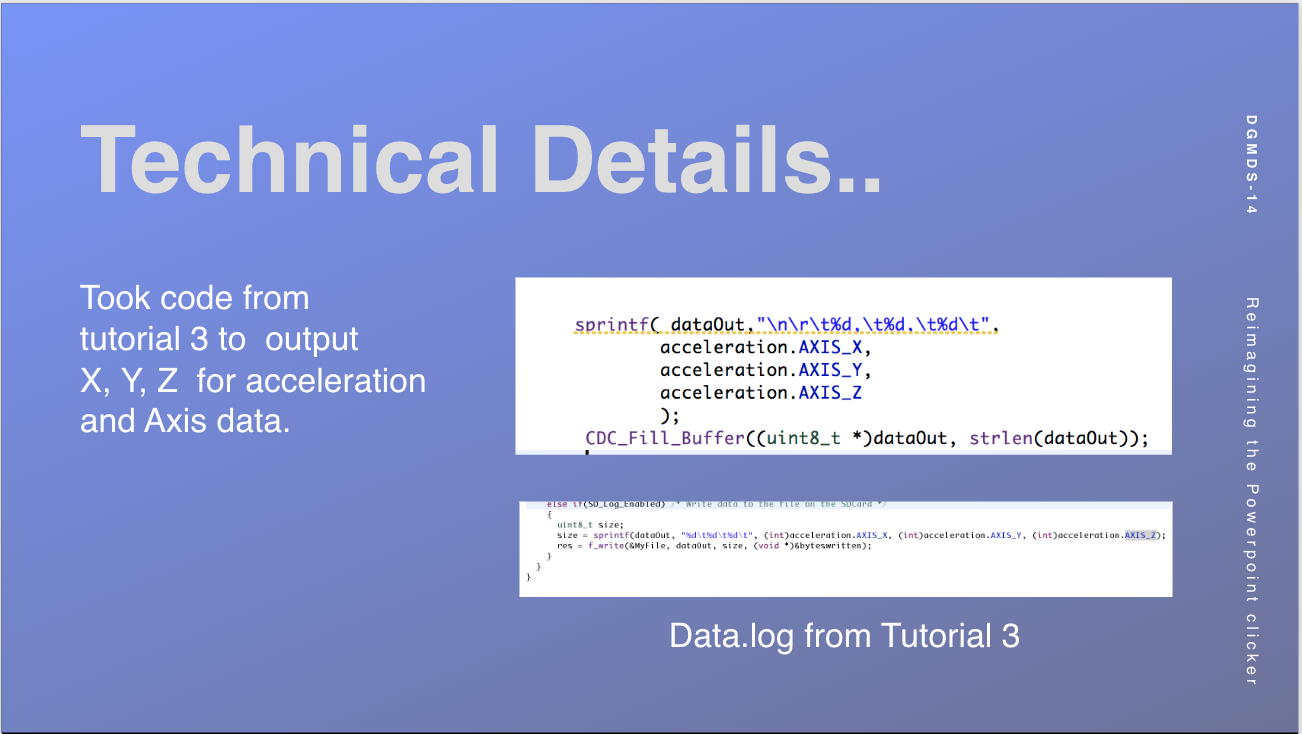 Technical Details..
Took code from
tutorial 3 to  output
X, Y, Z  for acceleration
and Axis data.
sprintf( dataOut,"\n\r\t%d,\t%d,\t%d\t",
acceleration.AXIS_X,
acceleration.AXIS_Y,
acceleration.AXIS_Z
);
CDC_Fill_Buffer((uint8_t *)dataOut, strlen(dataOut));
else if(SD_Log_Enabled) /* Write data to the file on the SDCard */
{
uint8_t size;
size = sprintf(dataOut, "%d\t%d\t%d\t", (int)acceleration.AXIS_X, (int)acceleration.AXIS_Y, (int)acceleration.AXIS_Z);
res = f_write(&MyFile, dataOut, size, (void *)&byteswritten);
}
}
}
Data.log from Tutorial 3
DGMDS-14
Reimagining the Powerpoint clicker